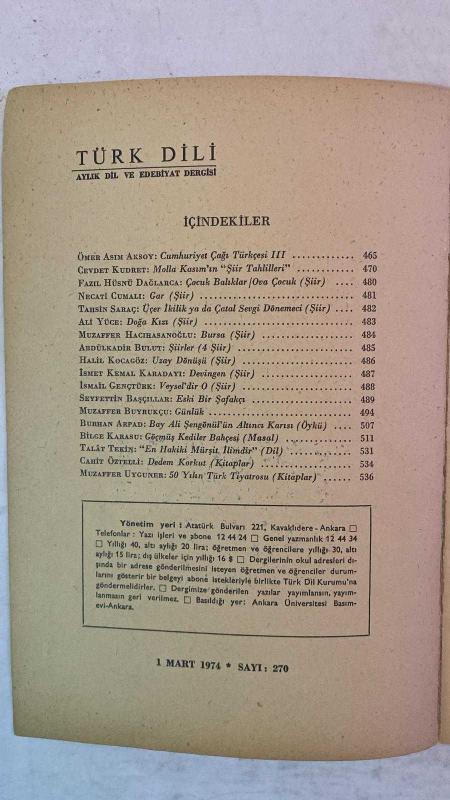 TÜRK DİLİ
AYLIK DİL VE EDEBİYAT DERGİSİ
İÇİNDEKİLER
ÖMER ASIM AKSOY: Cumhuriyet Çağı Türkçesi III ............. 465
CEVDET KUDRET: Molla Kasım'ın "Şiir Tahlilleri" ............. 470
FAZIL HÜSNÜ DAĞLARCA: Çocuk Balıklar/Ova Çocuk (Şiir) .... 480
NECATİ CUMALI: Gar (Şiir) ............. 481
TAHSİN SARAÇ: Üçer İkilik ya da Çatal Sevgi Dönemeci (Şiir) .... 482
ALİ YÜCE: Doğa Kızı (Şiir) ............. 483
MUZAFFER HACIHASANOĞLU: Bursa (Şiir) ............. 484
ABDÜLKADİR BULUT: Şiirler (4 Şiir) ............. 485
HALİL KOCAGÖZ: Uzay Dönüşü (Şiir) ............. 486
İSMET KEMAL KARADAYI: Devingen (Şiir) ............. 487
İSMAİL GENÇTÜRK: Veysel'dir O (Şiir) ............. 488
SEYFETTİN BAŞÇILLAR: Eski Bir Şafakçı ............. 489
MUZAFFER BUYRUKÇU: Günlük ............. 494
BURHAN ARPAD: Bay Ali Şengönül'ün Altıncı Karısı (Öykü) .... 507
BİLGE KARASU: Göçmüş Kediler Bahçesi (Masal) ............. 511
TALÂT TEKİN: "En Hakiki Mürşit İlimdir" (Dil) ............. 531
CAHİT ÖZTELLİ: Dedem Korkut (Kitaplar) ............. 534
MUZAFFER UYGUNER: 50 Yılın Türk Tiyatrosu (Kitaplar) ...... 536
Yönetim yeri: Atatürk Bulvarı 221, Kavaklıdere - Ankara □
Telefonlar: Yazı işleri ve abone 12 44 24 □ Genel yazmanlık 12 44 34
□ Yıllığı 40, altı aylığı 20 lira; öğretmen ve öğrencilere yıllığı 30, altı
aylığı 15 lira; dış ülkeler için yıllığı 16 $ □ Dergilerinin okul adresleri dı-
şında bir adrese gönderilmesini isteyen öğretmen ve öğrenciler durum-
larını gösterir bir belgeyi abone istekleriyle birlikte Türk Dil Kurumu'na
göndermelidirler. □ Dergimize gönderilen yazılar yayımlansın, yayım-
lanmasın geri verilmez. □ Basıldığı yer: Ankara Üniversitesi Basım-
evi-Ankara.
1 MART 1974 * SAYI: 270